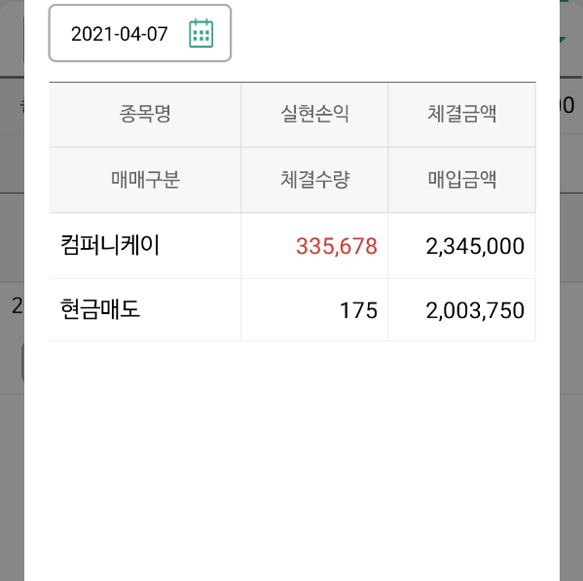 2021-04-07
종목명 실현손익 체결금액
매매구분 체결수량 매입금액
컴퍼니케이 335,678 2,345,000
현금매도 175 2,003,750